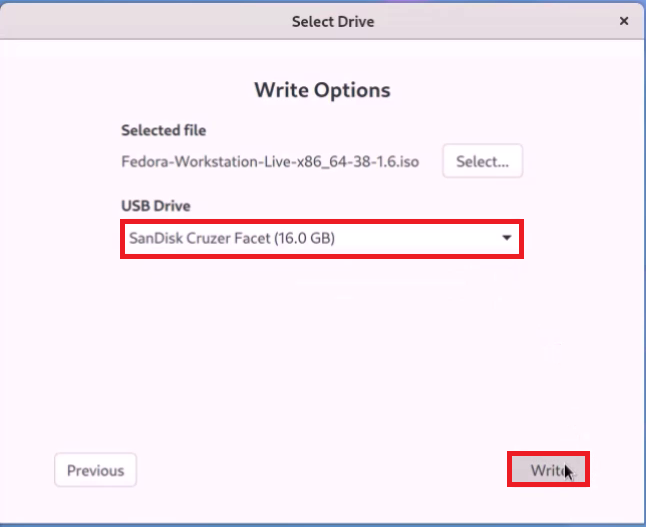 Select Drive
Write Options
Selected file
Fedora-Workstation-Live-x86_64-38-1.6.iso Select...
USB Drive
SanDisk Cruzer Facet (16.0 GB)
Previous Write